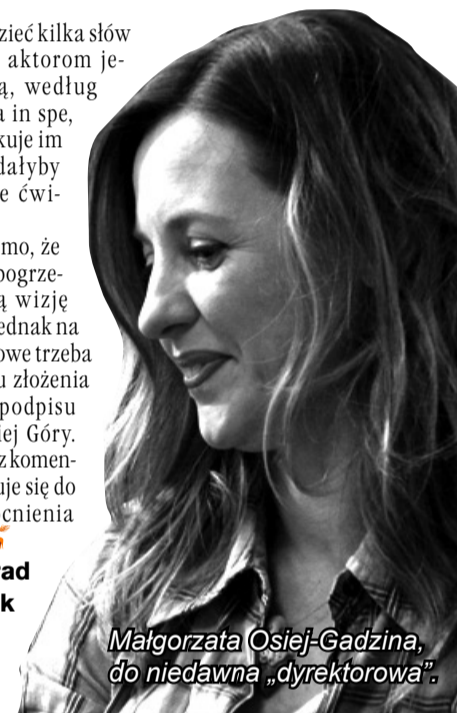 zieć kilka słów
aktorom je-
ą, według
a in spe,
kuje im
dałyby
e ćwi-
mo, że
pogrze-
ą wizję
ednak na
owe trzeba
u złożenia
podpisu
iej Góry.
z komen-
uje się do
cnienia
rad
k
Małgorzata Osiej-Gadzina,
do niedawna „dyrektorowa”.